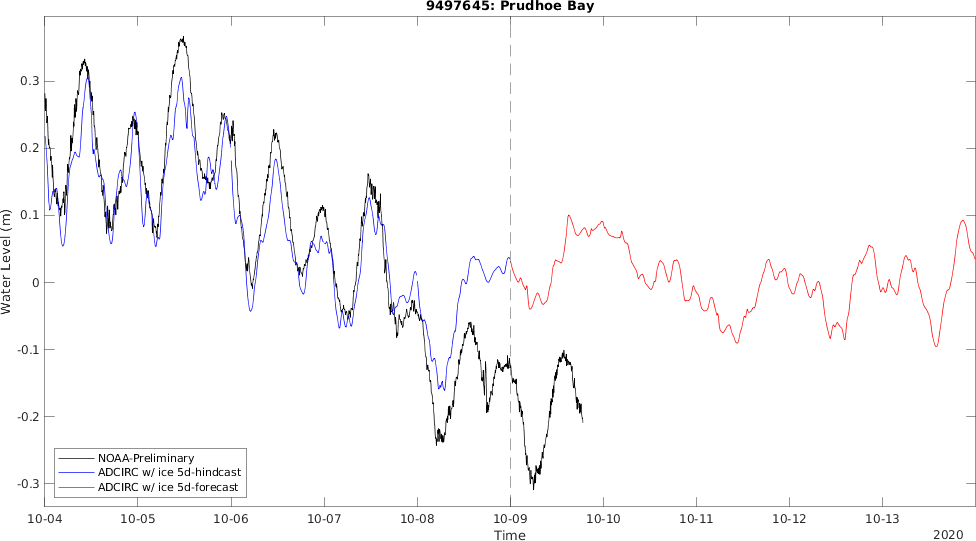 9497645: Prudhoe Bay
Water Level (m)
0.3
0.2
0.1
0
-0.1
-0.2
-0.3
NOAA-Preliminary
ADCIRC w/ ice 5d-hindcast
ADCIRC w/ ice 5d-forecast
10-04 10-05 10-06 10-07 10-08 10-09 10-10 10-11 10-12 10-13
Time
2020